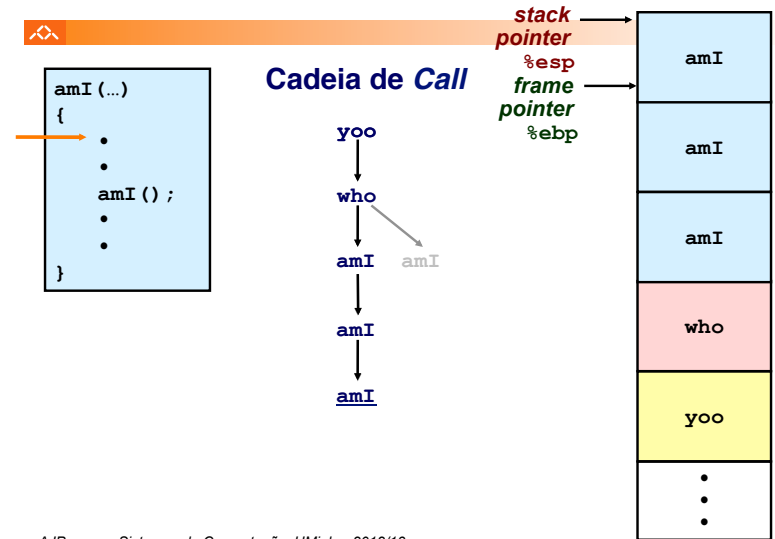 stack
pointer
%esp
frame
pointer
%ebp
Cadeia de Call
amI(…)
{
•
•
amI();
•
•
}
yoo
who
amI amI
amI
amI
amI
amI
amI
who
yoo
•
•
•